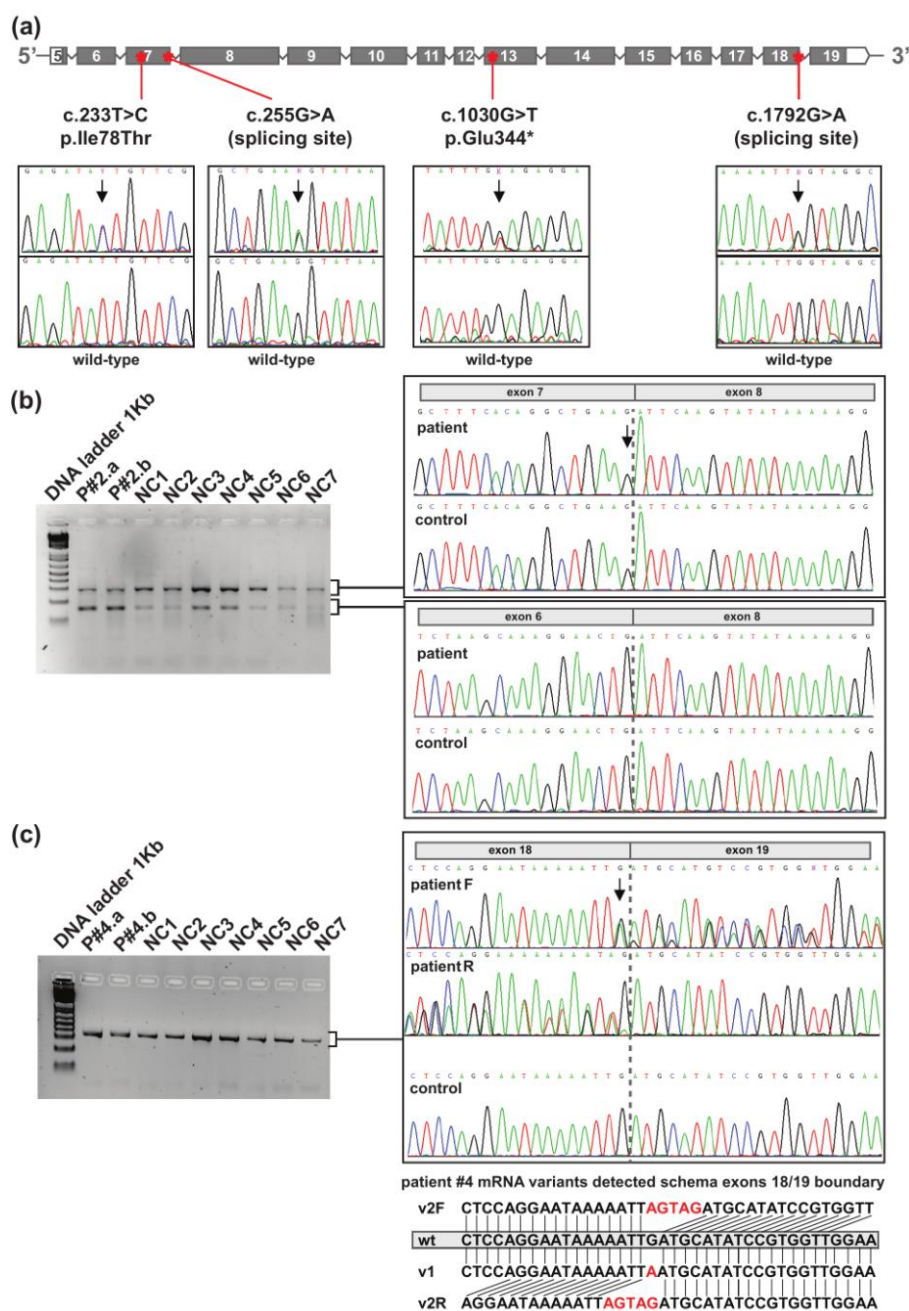 (a)
5' 5 6 7 8 9 10 11 12 13 14 15 16 17 18 19 3'
c.233T>C
p.Ile78Thr
c.255G>A
(splicing site)
c.1030G>T
p.Glu344*
c.1792G>A
(splicing site)
G A G A T A Y T G T T C G
G A G A T A T T G T T C G
wild-type
G C T G A A R G T A T A A
G C T G A A G G T A T A A
wild-type
T A T T T G K A G A G G A
T A T T T G G A G A G G A
wild-type
A A A A T T R G T A G G C
A A A A T T G G T A G G C
wild-type
(b)
DNA ladder 1Kb
P#2.a
P#2.b
NC1
NC2
NC3
NC4
NC5
NC6
NC7
exon 7 exon 8
G C T T T C A C A G G C T G A A G A T T C A A G T A T A T A A A A A G G
patient
G C T T T C A C A G G C T G A A G A T T C A A G T A T A T A A A A A G G
control
exon 6 exon 8
T C T A A G C A A A G G A A C T G A T T C A A G T A T A T A A A A A G G
patient
T C T A A G C A A A G G A A C T G A T T C A A G T A T A T A A A A A G G
control
(c)
DNA ladder 1Kb
P#4.a
P#4.b
NC1
NC2
NC3
NC4
NC5
NC6
NC7
exon 18 exon 19
C T C C A G G A A T A A A A A T T G A T G C A T G T C C G T G G N T G G A A
patient F
patient R
C T C C A G G A A T A A A A A T T G A T G C A T A T C C G T G G T T G G A A
control
patient #4 mRNA variants detected schema exons 18/19 boundary
v2F CTCCAGGAATAAAAATTAGTAGATGCATATCCGTGGTT
wt CTCCAGGAATAAAAATTGATGCATATCCGTGGTTGGAA
v1 CTCCAGGAATAAAAATTAATGCATATCCGTGGTTGGAA
v2R AGGAATAAAAATTAGTAGATGCATATCCGTGGTTGGAA